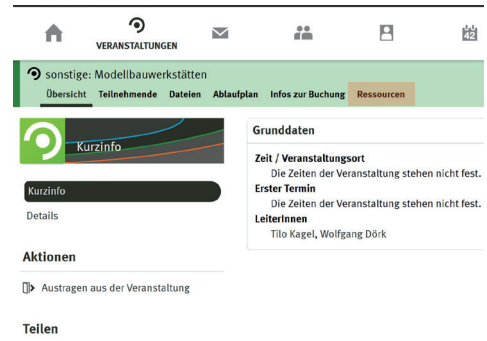 VERANSTALTUNGEN
42
sonstige: Modellbauwerkstätten
Übersicht Teilnehmende Dateien Ablaufplan Infos zur Buchung Ressourcen
Kurzinfo
Kurzinfo
Details
Aktionen
Austragen aus der Veranstaltung
Teilen
Grunddaten
Zeit / Veranstaltungsort
Die Zeiten der Veranstaltung stehen nicht fest.
Erster Termin
Die Zeiten der Veranstaltung stehen nicht fest.
LeiterInnen
Tilo Kagel, Wolfgang Dörk